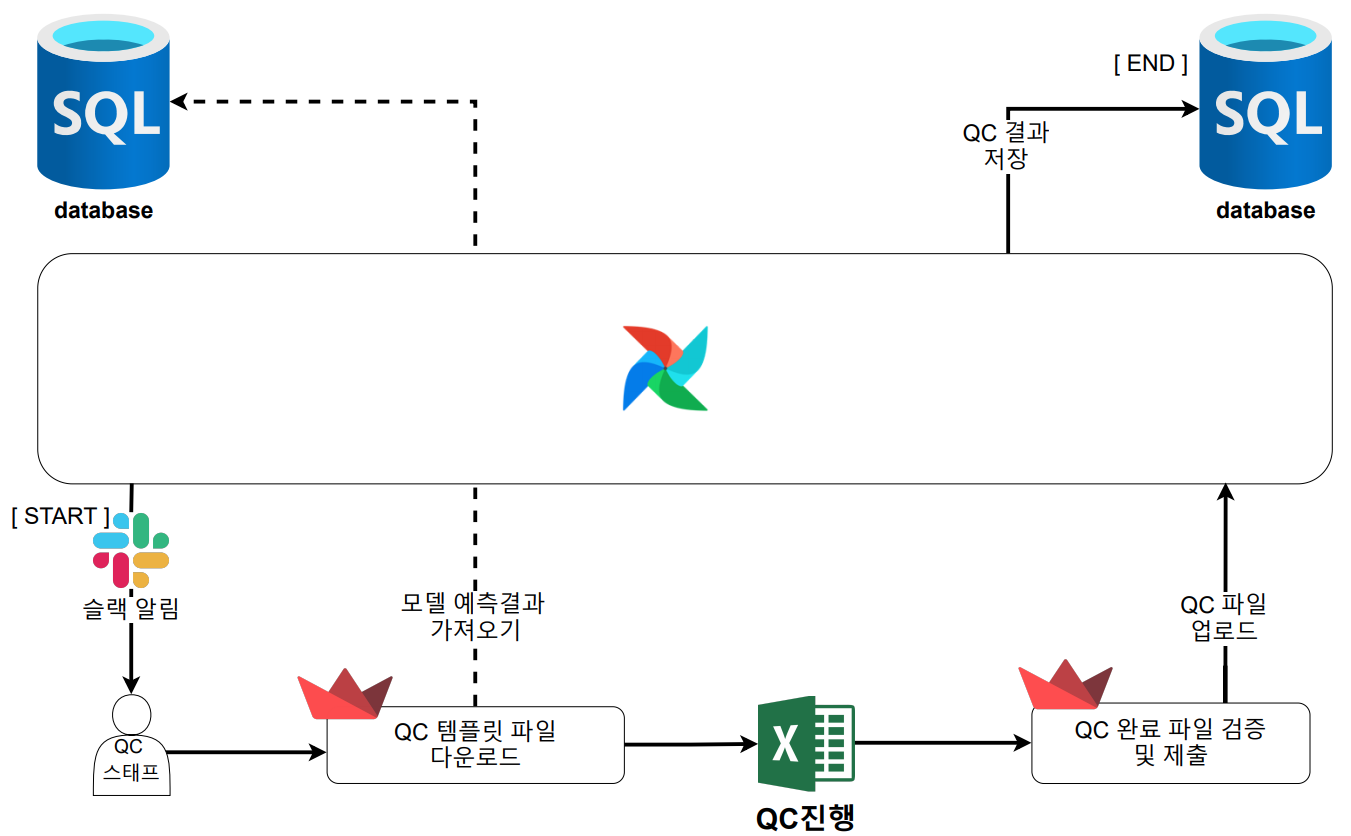 SQL
database
[ END ]
SQL
database
QC 결과
저장
[ START ]
슬랙 알림
모델 예측결과
가져오기
QC 파일
업로드
QC
스태프
QC 템플릿 파일
다운로드
X
QC진행
QC 완료 파일 검증
및 제출